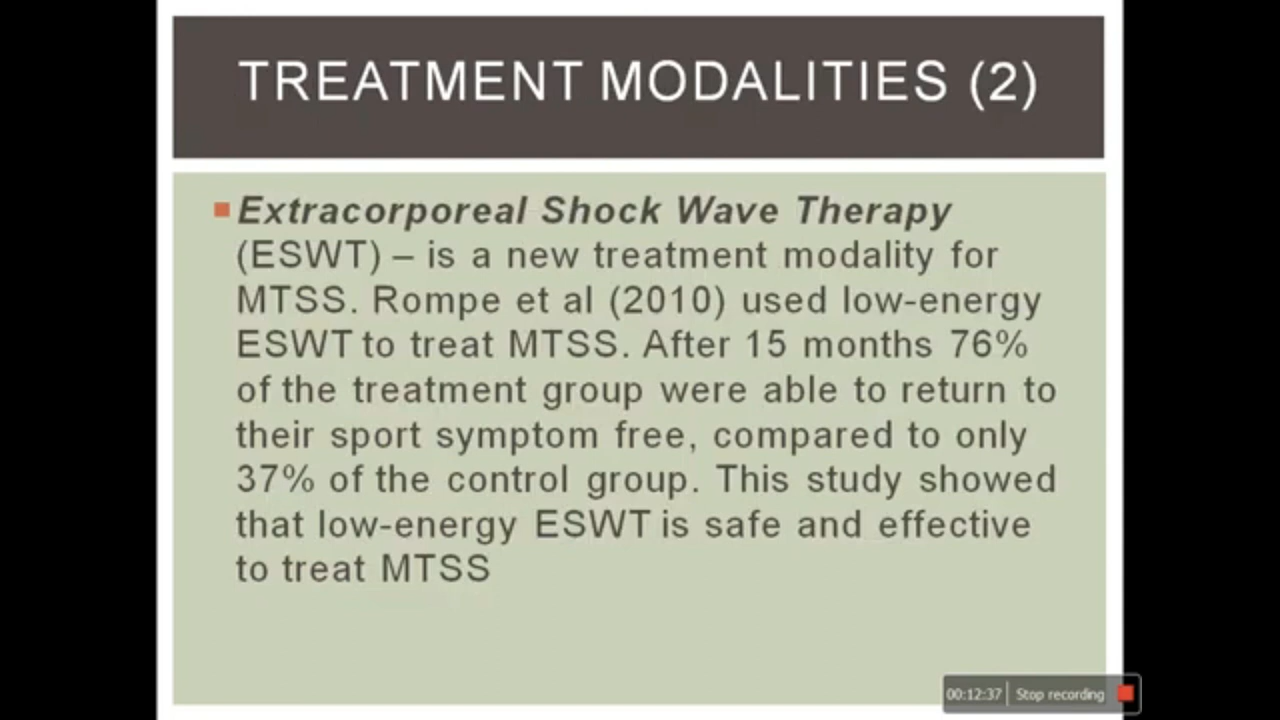 TREATMENT MODALITIES (2)
Extracorporeal Shock Wave Therapy
(ESWT) – is a new treatment modality for
MTSS. Rompe et al (2010) used low-energy
ESWT to treat MTSS. After 15 months 76%
of the treatment group were able to return to
their sport symptom free, compared to only
37% of the control group. This study showed
that low-energy ESWT is safe and effective
to treat MTSS
00:12:37 Stop recording